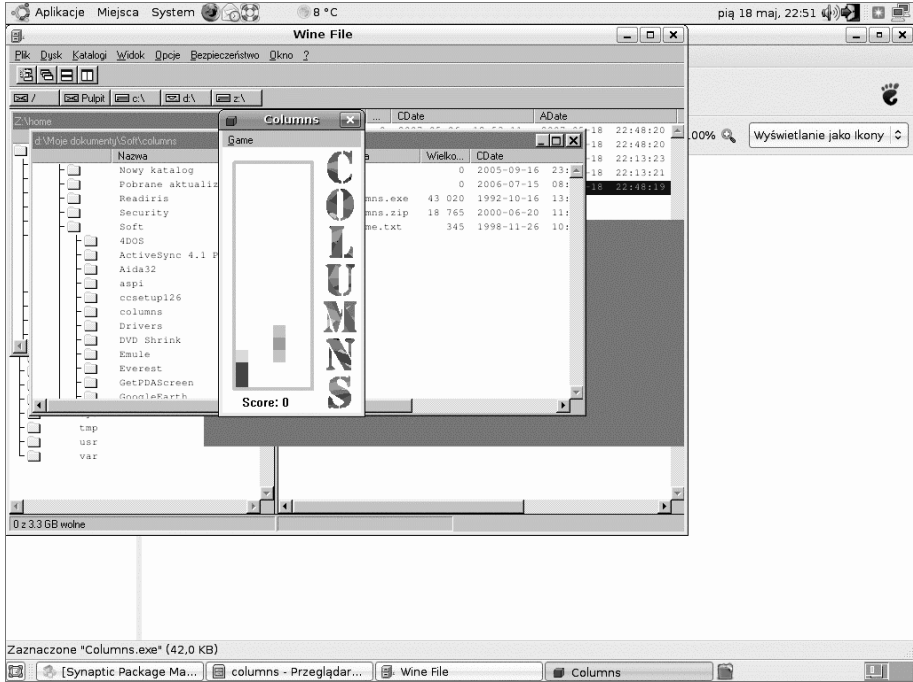 Aplikacje Miejsca System 8 °C pią 18 maj, 22:51
Wine File
Plik Dysk Katalogi Widok Opcje Bezpieczeństwo Okno ?
/ Pulpit c:\ d:\ z:\
Z:\home
... CDate ADate
18 22:48:20
-18 22:48:20
-18 22:13:23
-18 22:13:21
-18 22:48:19
100% Wyświetlanie jako Ikony
d:\Moje dokumenty\Soft\columns
Nazwa
Wielko... CDate
Nowy katalog
0 2005-09-16 23:
Pobrane aktualiz
0 2006-07-15 08:
Readiris
mns.exe 43 020 1992-10-16 13:
Security
mns.zip 18 765 2000-06-20 11:
Soft
me.txt 345 1998-11-26 10:
4DOS
ActiveSync 4.1 P
Aida32
aspi
ccsetup126
columns
Drivers
DVD Shrink
Emule
Everest
GetPDAScreen
GoogleEarth
tmp
usr
var
Columns
Game
COLUMNS
Score: 0
0 z 3.3 GB wolne
Zaznaczone "Columns.exe" (42,0 KB)
[Synaptic Package Ma... columns - Przeglądar... Wine File Columns